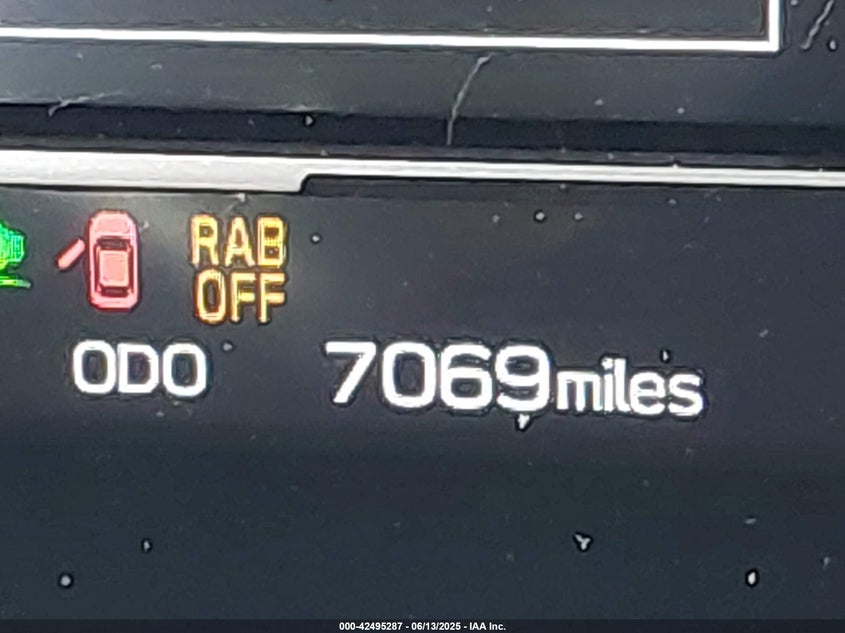 RAB
OFF
ODO 7069miles
000-42495287 - 06/13/2025 - IAA Inc.